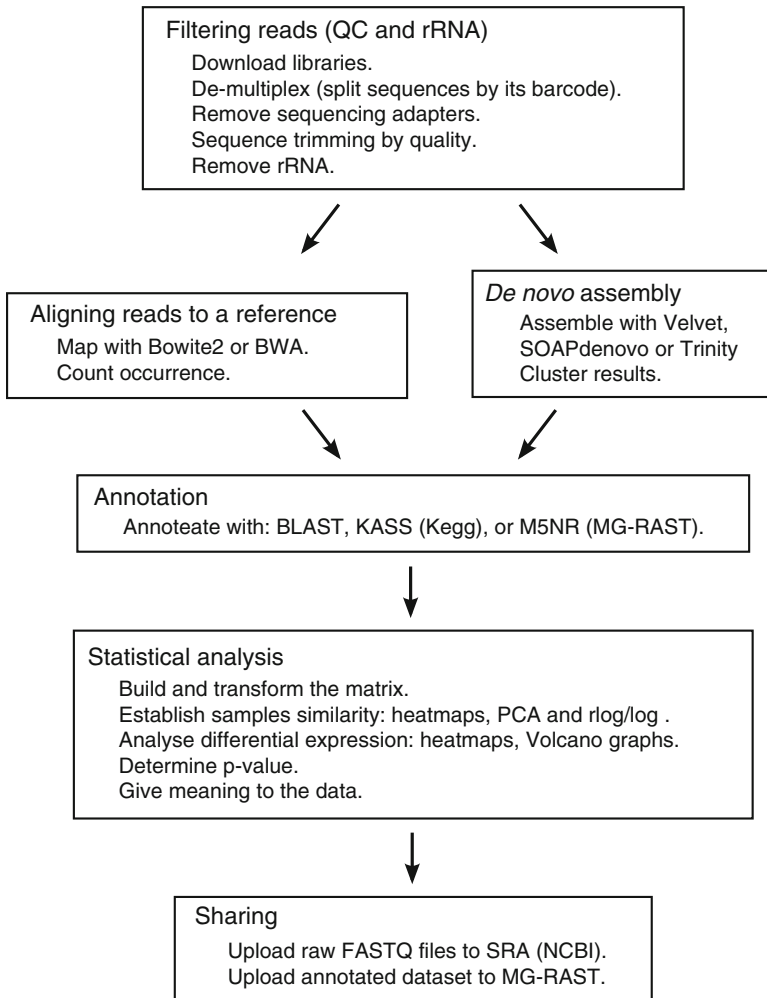 Filtering reads (QC and rRNA)
Download libraries.
De-multiplex (split sequences by its barcode).
Remove sequencing adapters.
Sequence trimming by quality.
Remove rRNA.
Aligning reads to a reference
Map with Bowite2 or BWA.
Count occurrence.
De novo assembly
Assemble with Velvet,
SOAPdenovo or Trinity
Cluster results.
Annotation
Annoteate with: BLAST, KASS (Kegg), or M5NR (MG-RAST).
Statistical analysis
Build and transform the matrix.
Establish samples similarity: heatmaps, PCA and rlog/log .
Analyse differential expression: heatmaps, Volcano graphs.
Determine p-value.
Give meaning to the data.
Sharing
Upload raw FASTQ files to SRA (NCBI).
Upload annotated dataset to MG-RAST.